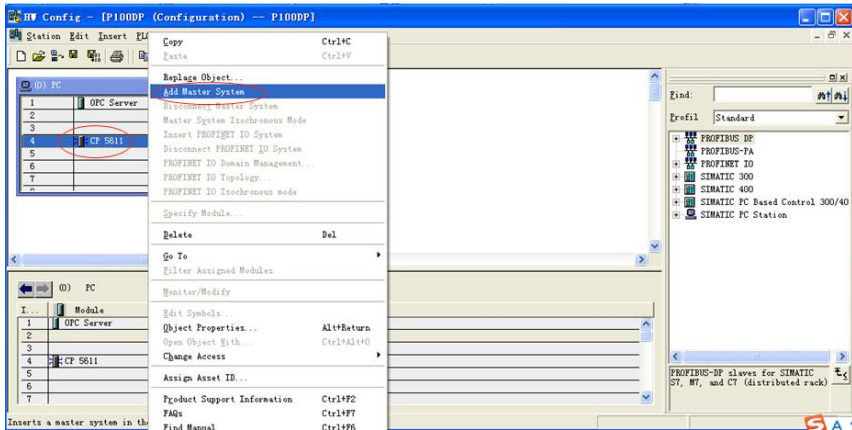 HW Config - [P100DP (Configuration) -- P100DP]
Station Edit Insert PL
(0) PC
1 OPC Server
2
3
4 CP 5611
5
6
7
Copy Ctrl+C
Paste Ctrl+V
Replace Object...
Add Master System
Disconnect Master System
Master System Isochronous Mode
Insert PROFINET IO System
Disconnect PROFINET IO System
PROFINET IO Domain Management...
PROFINET IO Topology...
PROFINET IO Isochronous mode
Specify Module...
Delete Del
Go To
Filter Assigned Modules
Monitor/Modify
Edit Symbols...
Object Properties... Alt+Return
Open Object With... Ctrl+Alt+O
Change Access
Assign Asset ID...
Product Support Information Ctrl+F2
FAQs Ctrl+F7
Find Manual Ctrl+F6
Find:
Profil Standard
PROFIBUS DP
PROFIBUS-PA
PROFINET IO
SIMATIC 300
SIMATIC 400
SIMATIC PC Based Control 300/40
SIMATIC PC Station
PROFIBUS-DP slaves for SIMATIC
S7, M7, and C7 (distributed rack)
(0) PC
I... Module
1 OPC Server
2
3
4 CP 5611
5
6
7
Inserts a master system in th
S A